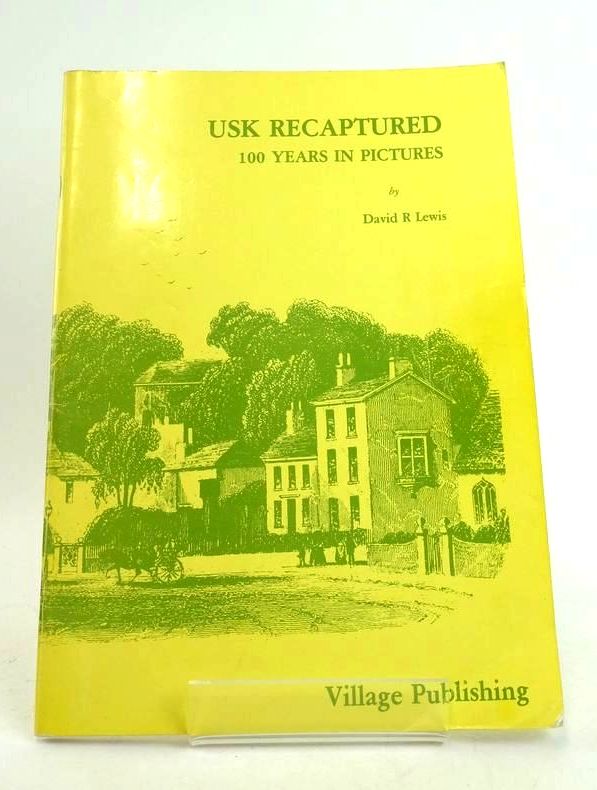 USK RECAPTURED
100 YEARS IN PICTURES
by
David R Lewis
Village Publishing